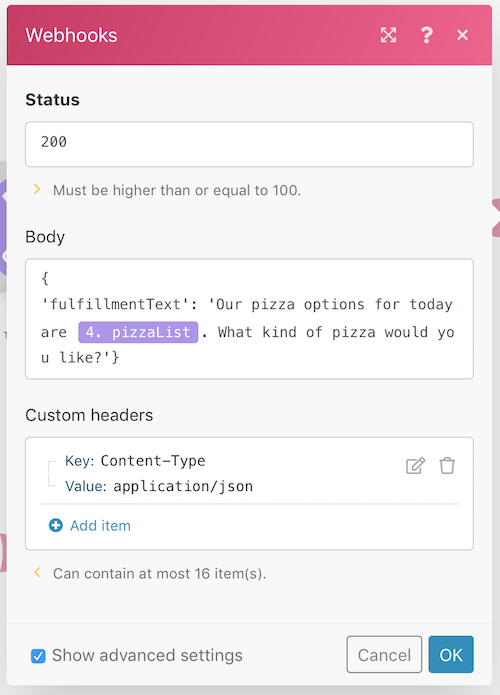 Webhooks
Status
200
Must be higher than or equal to 100.
Body
{
'fulfillmentText': 'Our pizza options for today
are 4. pizzaList . What kind of pizza would yo
u like?'}
Custom headers
Key: Content-Type
Value: application/json
Add item
Can contain at most 16 item(s).
Show advanced settings
Cancel
OK